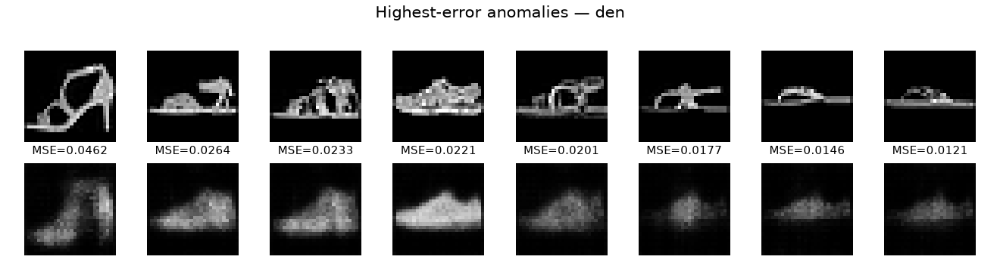 Highest-error anomalies — den
MSE=0.0462 MSE=0.0264 MSE=0.0233 MSE=0.0221 MSE=0.0201 MSE=0.0177 MSE=0.0146 MSE=0.0121